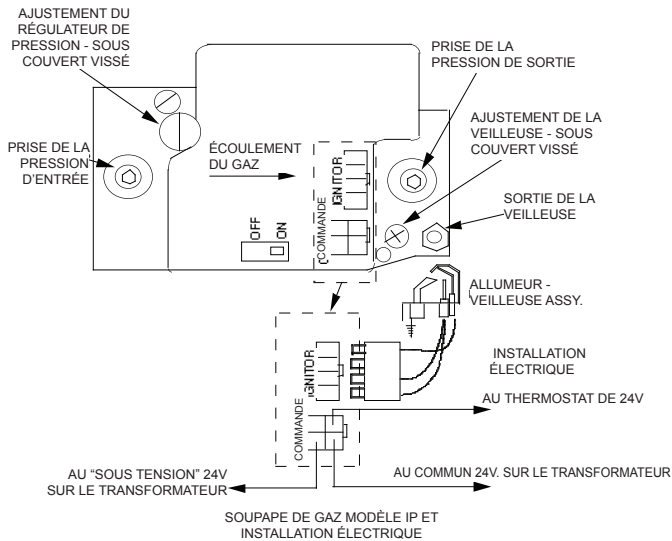 AJUSTEMENT DU
RÉGULATEUR DE
PRESSION - SOUS
COUVERT VISSÉ
PRISE DE LA
PRESSION DE SORTIE
AJUSTEMENT DE LA
VEILLEUSE - SOUS
COUVERT VISSÉ
PRISE DE LA
PRESSION
D'ENTRÉE
ÉCOULEMENT
DU GAZ
IGNITOR
COMMANDE
OFF
ON
SORTIE DE LA
VEILLEUSE
ALLUMEUR -
VEILLEUSE ASSY.
IGNITOR
COMMANDE
INSTALLATION
ÉLECTRIQUE
AU THERMOSTAT DE 24V
AU "SOUS TENSION" 24V
SUR LE TRANSFORMATEUR
AU COMMUN 24V. SUR LE TRANSFORMATEUR
SOUPAPE DE GAZ MODÈLE IP ET
INSTALLATION ÉLECTRIQUE